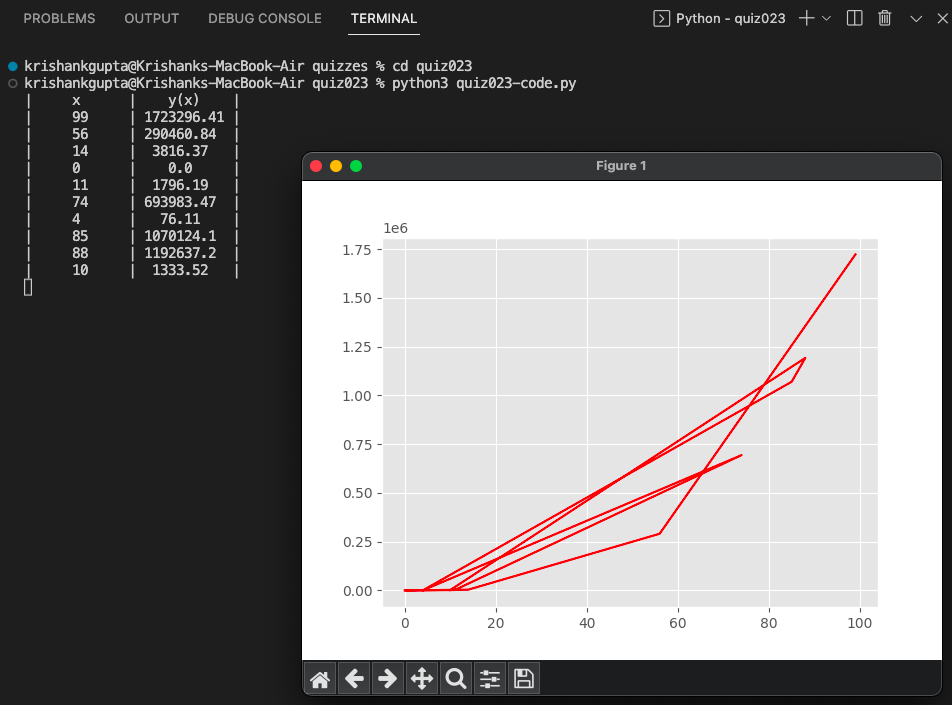 PROBLEMS OUTPUT DEBUG CONSOLE TERMINAL Python - quiz023
krishankgupta@Krishanks-MacBook-Air quizzes % cd quiz023
krishankgupta@Krishanks-MacBook-Air quiz023 % python3 quiz023-code.py
| x | y(x) |
| 99 | 1723296.41 |
| 56 | 290460.84 |
| 14 | 3816.37 |
| 0 | 0.0 |
| 11 | 1796.19 |
| 74 | 693983.47 |
| 4 | 76.11 |
| 85 | 1070124.1 |
| 88 | 1192637.2 |
| 10 | 1333.52 |
Figure 1
1e6
1.75
1.50
1.25
1.00
0.75
0.50
0.25
0.00
0 20 40 60 80 100